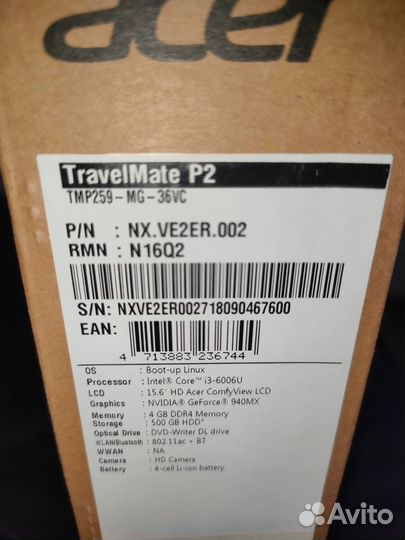 acer
TravelMate P2
TMP259-MG-36VC
P/N : NX.VE2ER.002
RMN : N16Q2
S/N: NXVE2ER002718090467600
EAN:
4 713883 236744
OS : Boot-up Linux
Processor : Intel® Core™ i3-6006U
LCD : 15.6" HD Acer ComfyView LCD
Graphics : NVIDIA® GeForce® 940MX
Memory : 4 GB DDR4 Memory
Storage : 500 GB HDD*
Optical Drive : DVD-Writer DL drive
WLAN/Bluetooth : 802.11ac + BT
WWAN : NA
Camera : HD Camera
Battery : 4-cell Li-ion battery
Avito